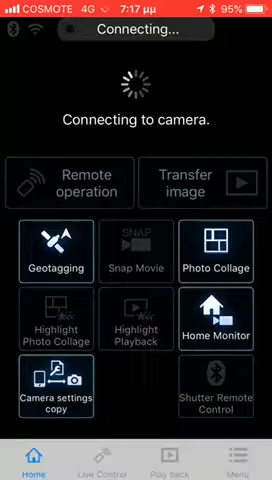 COSMOTE 4G 7:17 μμ 95%
Connecting...
Connecting to camera.
Remote operation
Transfer image
Geotagging
SNAP
Snap Movie
Photo Collage
Highlight Photo Collage
Highlight Playback
Home Monitor
Camera settings copy
Shutter Remote Control
Home
Live Control
Play back
Menu